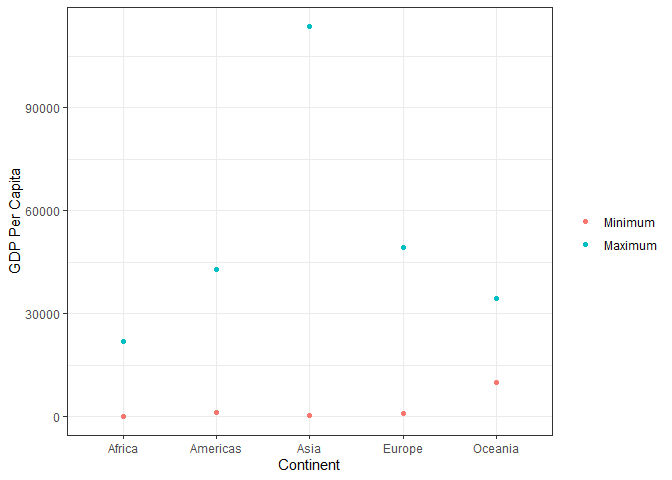 90000
60000
30000
0
GDP Per Capita
Africa Americas Asia Europe Oceania
Continent
Minimum
Maximum